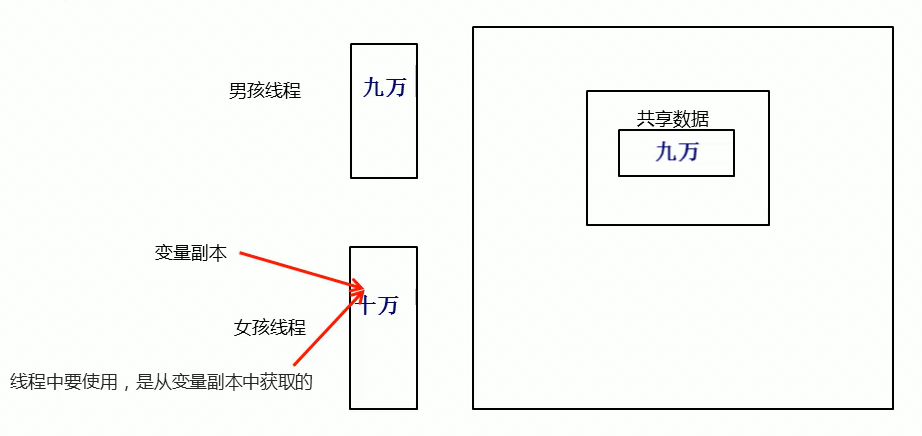 男孩线程
九万
共享数据
九万
变量副本
十万
女孩线程
线程中要使用，是从变量副本中获取的